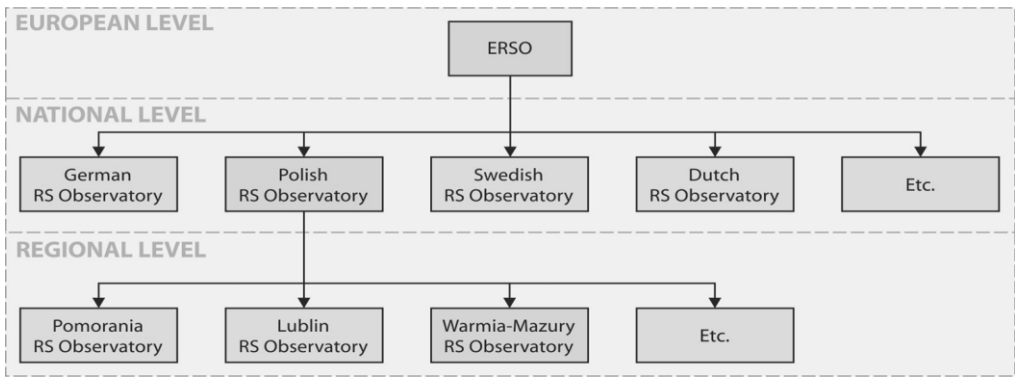 EUROPEAN LEVEL
ERSO
NATIONAL LEVEL
German
RS Observatory
Polish
RS Observatory
Swedish
RS Observatory
Dutch
RS Observatory
Etc.
REGIONAL LEVEL
Pomorania
RS Observatory
Lublin
RS Observatory
Warmia-Mazury
RS Observatory
Etc.